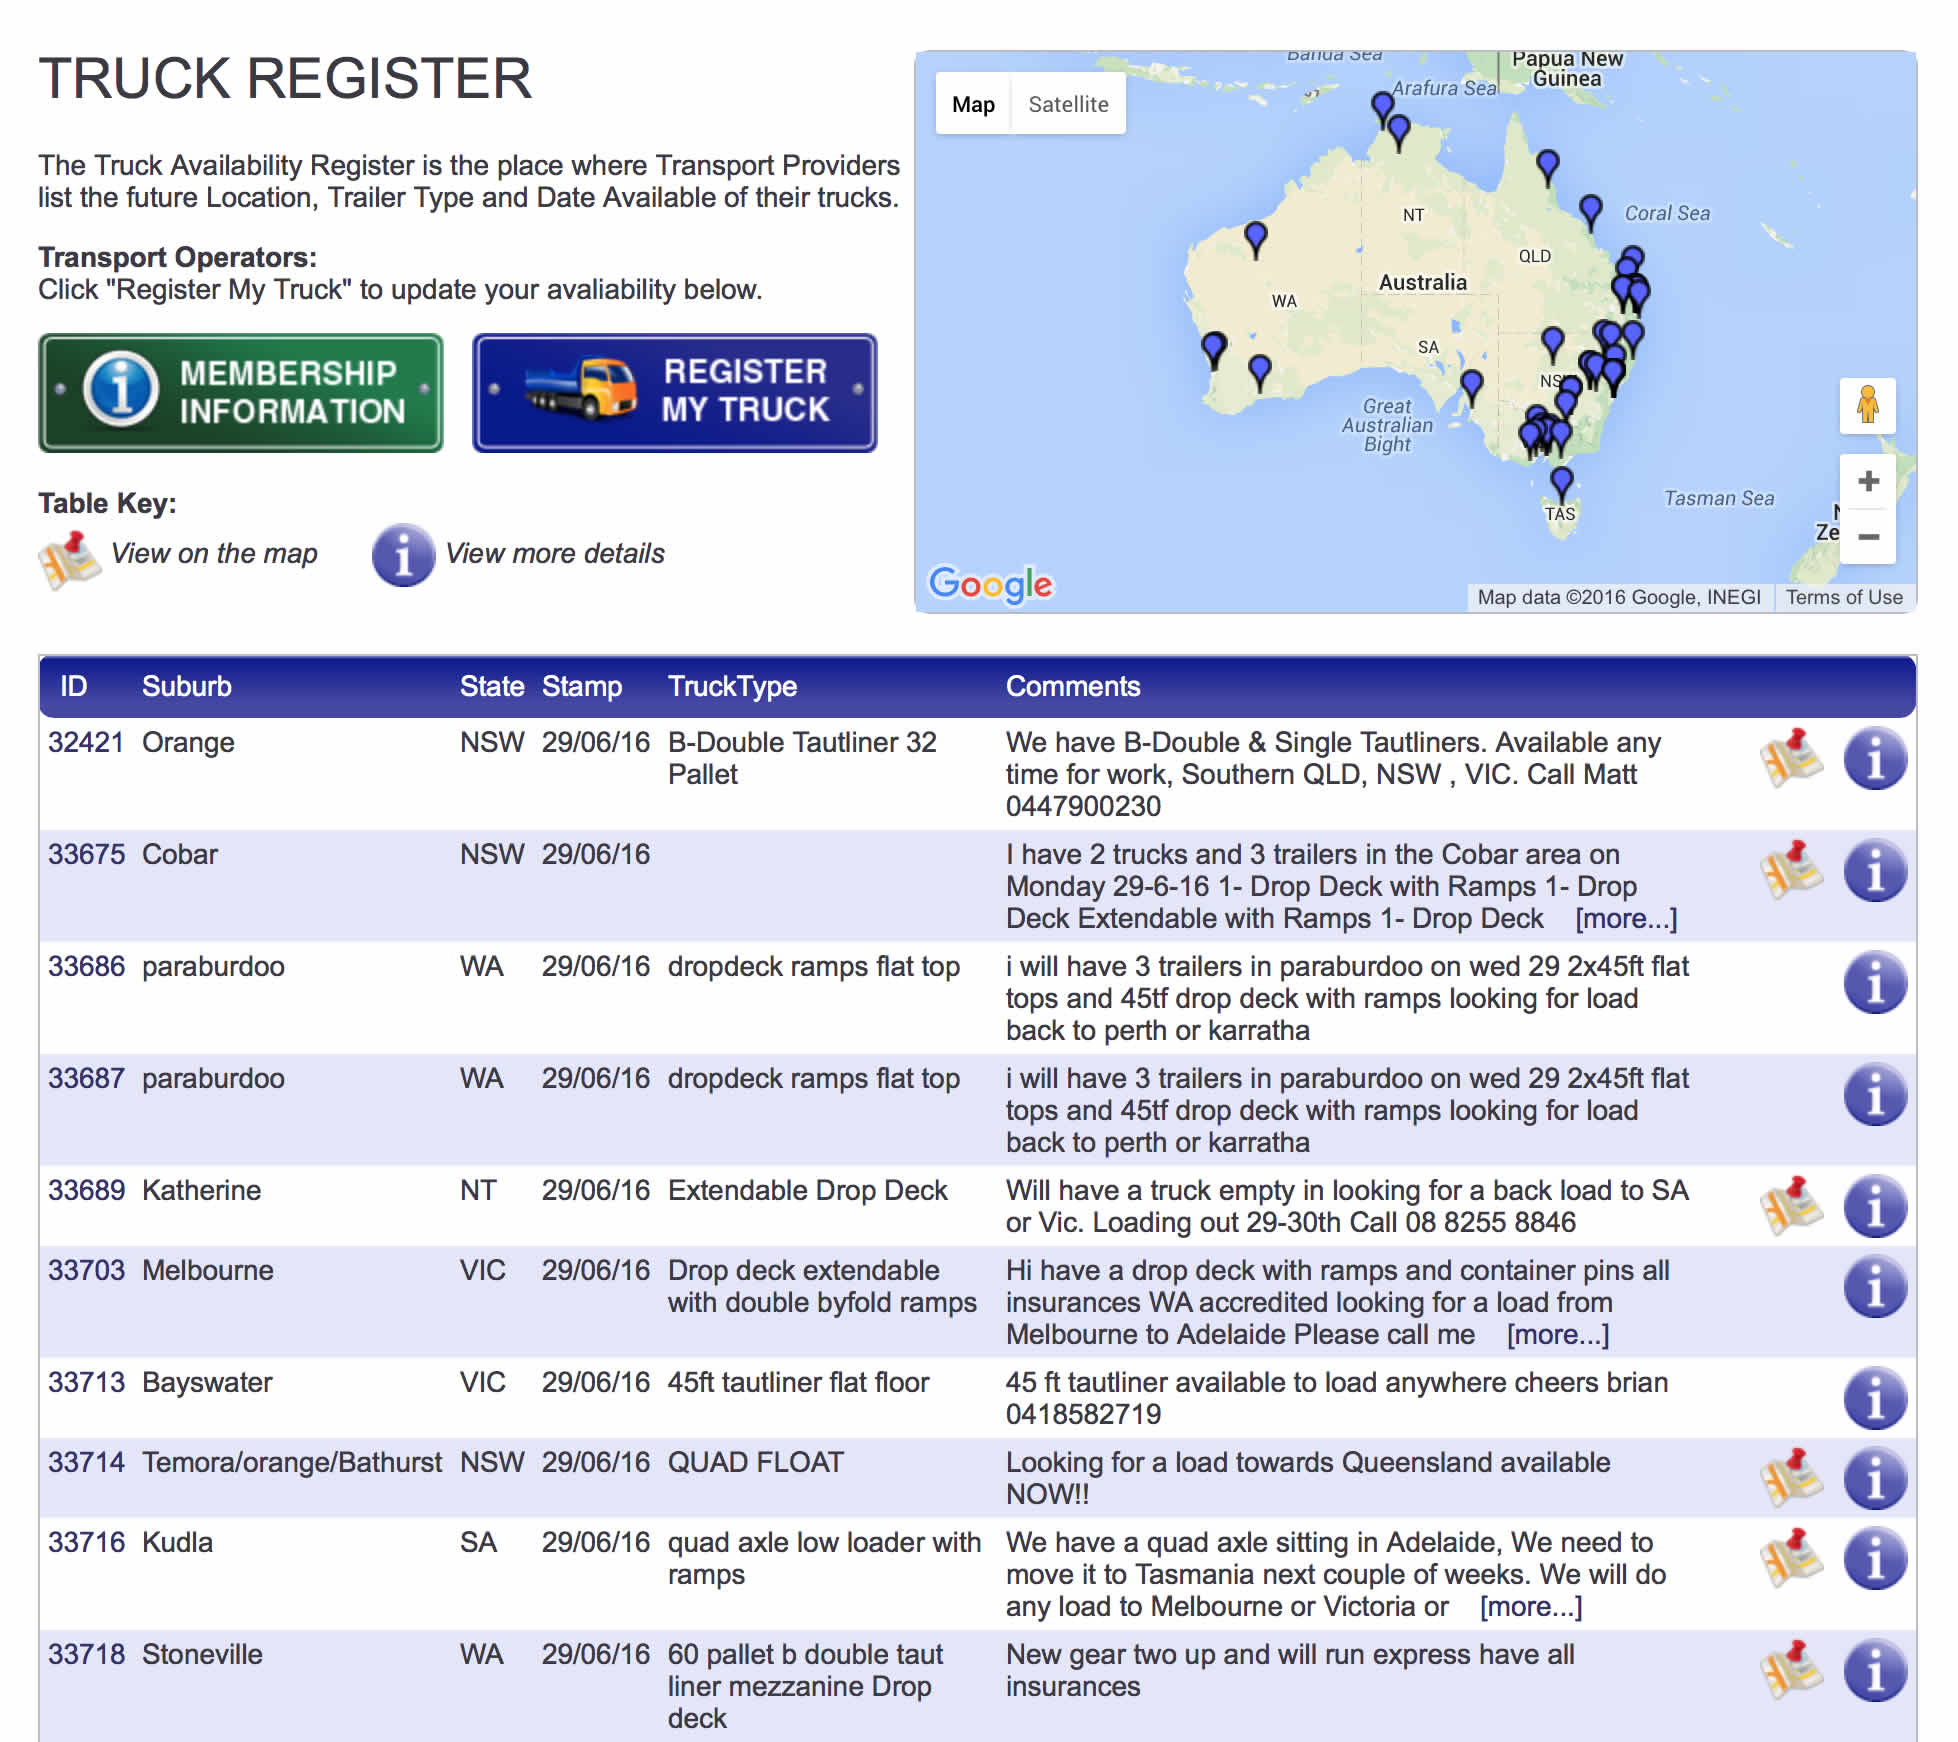 TRUCK REGISTER
The Truck Availability Register is the place where Transport Providers
list the future Location, Trailer Type and Date Available of their trucks.
Transport Operators:
Click "Register My Truck" to update your avaliability below.
MEMBERSHIP
INFORMATION
REGISTER
MY TRUCK
Table Key:
View on the map
View more details
Map Satellite
Banda Sea
Arafura Sea
Papua New
Guinea
Coral Sea
NT
QLD
Australia
WA
SA
Great
Australian
Bight
TAS
Tasman Sea
Google
Map data ©2016 Google, INEGI Terms of Use
ID Suburb State Stamp TruckType Comments
32421 Orange NSW 29/06/16 B-Double Tautliner 32 We have B-Double & Single Tautliners. Available any
Pallet time for work, Southern QLD, NSW , VIC. Call Matt
0447900230
33675 Cobar NSW 29/06/16 I have 2 trucks and 3 trailers in the Cobar area on
Monday 29-6-16 1- Drop Deck with Ramps 1- Drop
Deck Extendable with Ramps 1- Drop Deck [more...]
33686 paraburdoo WA 29/06/16 dropdeck ramps flat top i will have 3 trailers in paraburdoo on wed 29 2x45ft flat
tops and 45tf drop deck with ramps looking for load
back to perth or karratha
33687 paraburdoo WA 29/06/16 dropdeck ramps flat top i will have 3 trailers in paraburdoo on wed 29 2x45ft flat
tops and 45tf drop deck with ramps looking for load
back to perth or karratha
33689 Katherine NT 29/06/16 Extendable Drop Deck Will have a truck empty in looking for a back load to SA
or Vic. Loading out 29-30th Call 08 8255 8846
33703 Melbourne VIC 29/06/16 Drop deck extendable Hi have a drop deck with ramps and container pins all
with double byfold ramps insurances WA accredited looking for a load from
Melbourne to Adelaide Please call me [more...]
33713 Bayswater VIC 29/06/16 45ft tautliner flat floor 45 ft tautliner available to load anywhere cheers brian
0418582719
33714 Temora/orange/Bathurst NSW 29/06/16 QUAD FLOAT Looking for a load towards Queensland available
NOW!!
33716 Kudla SA 29/06/16 quad axle low loader with We have a quad axle sitting in Adelaide, We need to
ramps move it to Tasmania next couple of weeks. We will do
any load to Melbourne or Victoria or [more...]
33718 Stoneville WA 29/06/16 60 pallet b double taut New gear two up and will run express have all
liner mezzanine Drop insurances
deck